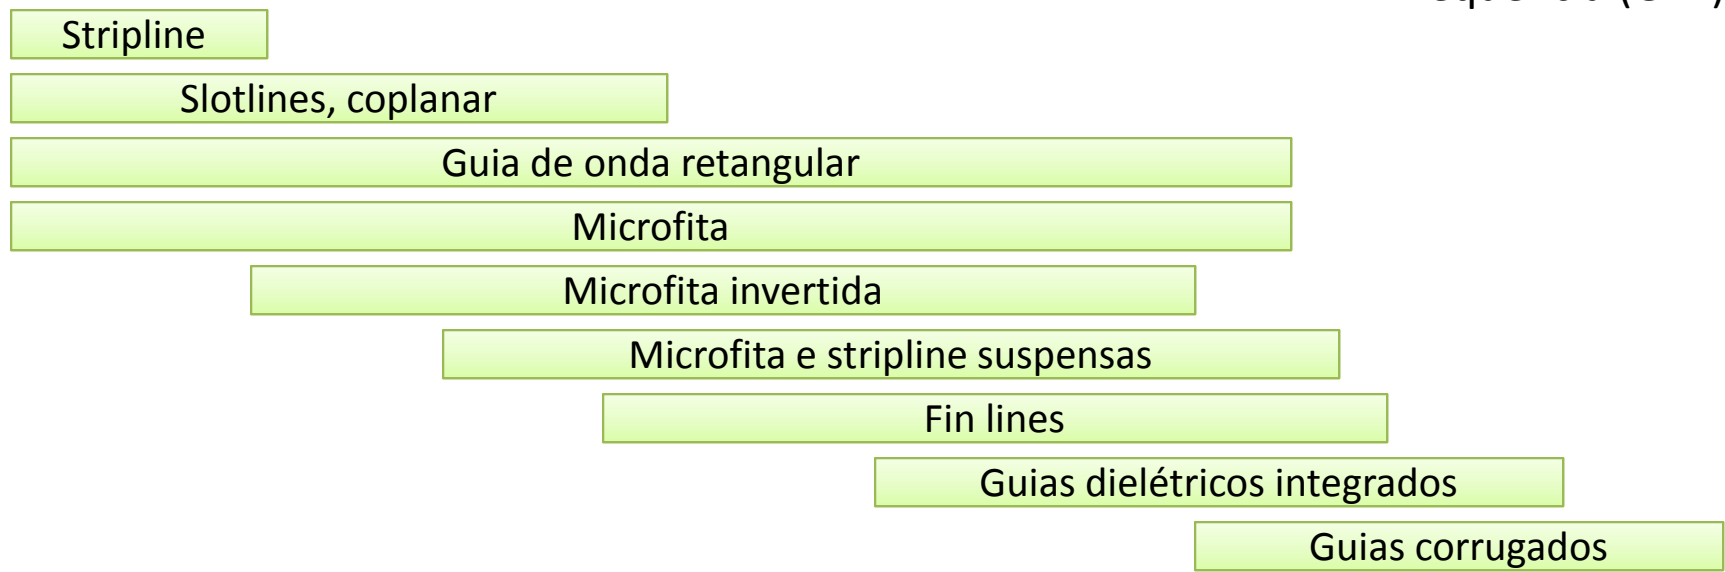 Stripline
Slotlines, coplanar
Guia de onda retangular
Microfita
Microfita invertida
Microfita e stripline suspensas
Fin lines
Guias dielétricos integrados
Guias corrugados